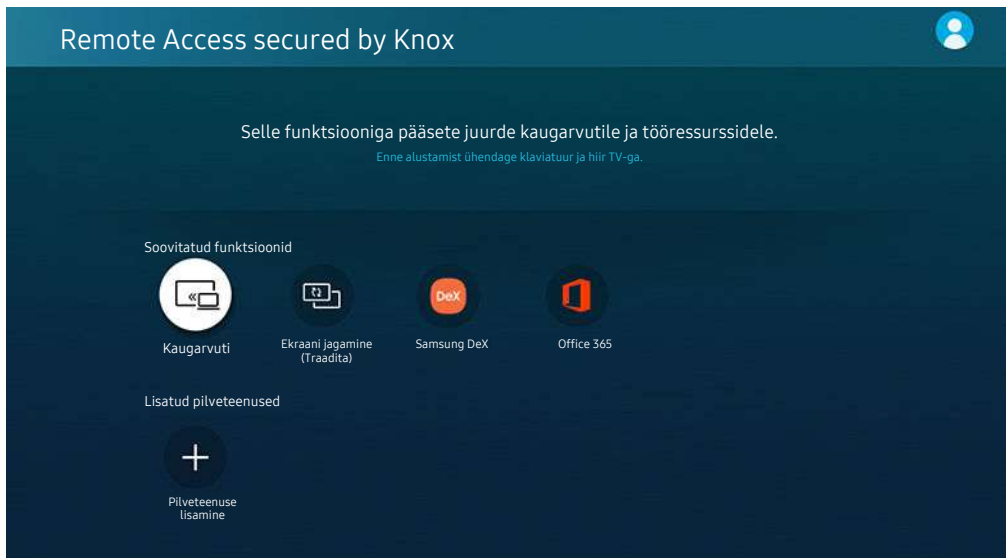 Remote Access secured by Knox
Selle funktsiooniga pääsete juurde kaugarvutile ja tööressurssidele.
Enne alustamist ühendage klaviatuur ja hiir TV-ga.
Soovitatud funktsioonid
DeX
Kaugarvuti
Ekraani jagamine
(Traadita)
Samsung DeX
Office 365
Lisatud pilveteenused
Pilveteenuse
lisamine